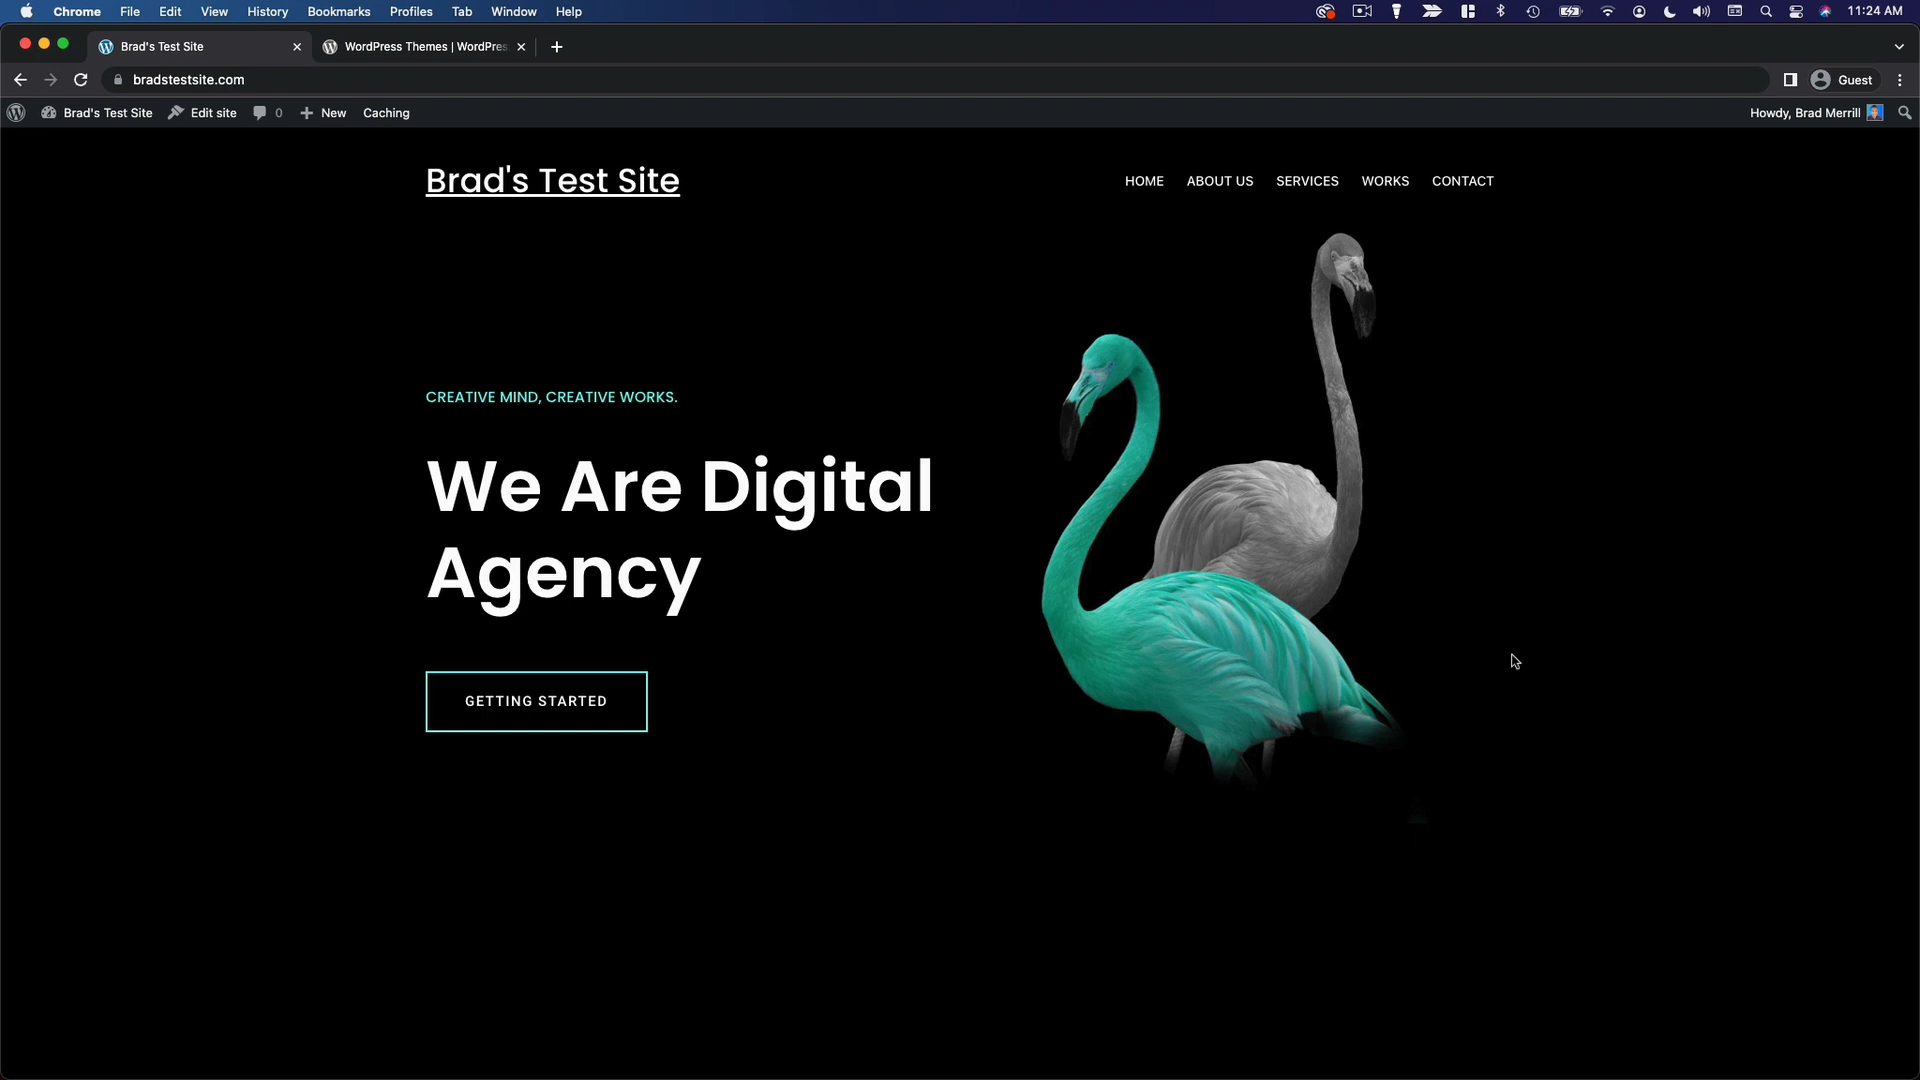 Chrome File Edit View History Bookmarks Profiles Tab Window Help 11:24 AM
Brad's Test Site WordPress Themes | WordPres
bradstestsite.com Guest
Brad's Test Site Edit site 0 New Caching Howdy, Brad Merrill
Brad's Test Site HOME ABOUT US SERVICES WORKS CONTACT
CREATIVE MIND, CREATIVE WORKS.
We Are Digital
Agency
GETTING STARTED